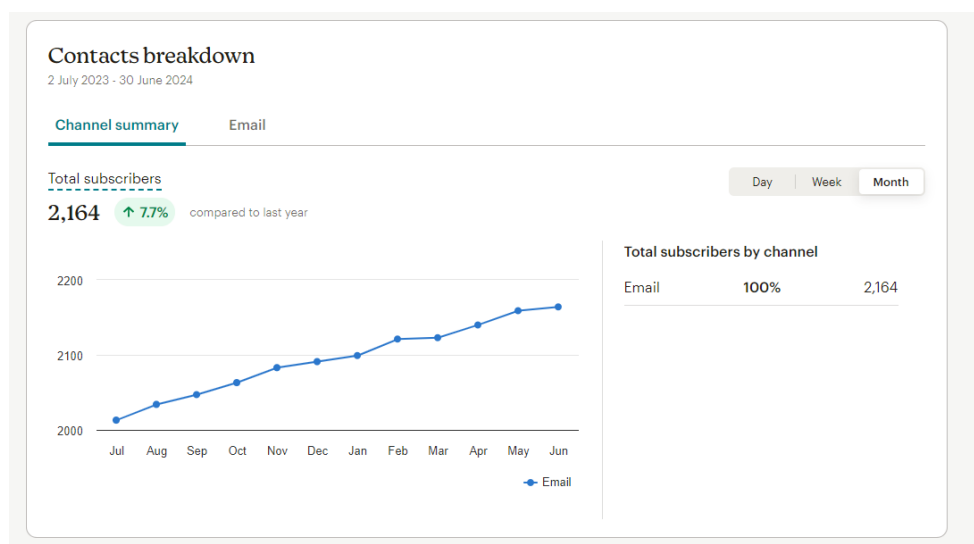 Contacts breakdown
2 July 2023 - 30 June 2024
Channel summary Email
Total subscribers
Day Week Month
2,164 ↑ 7.7% compared to last year
Total subscribers by channel
Email 100% 2,164
2200
2100
2000
Jul Aug Sep Oct Nov Dec Jan Feb Mar Apr May Jun
Email